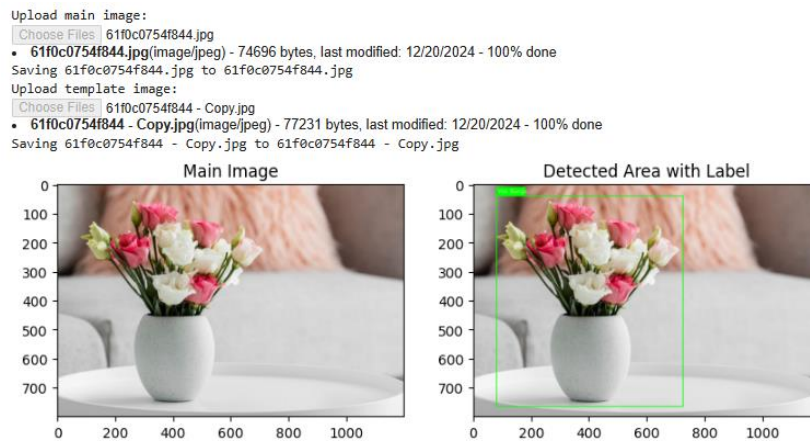 Upload main image:
Choose Files 61f0c0754f844.jpg
• 61f0c0754f844.jpg(image/jpeg) - 74696 bytes, last modified: 12/20/2024 - 100% done
Saving 61f0c0754f844.jpg to 61f0c0754f844.jpg
Upload template image:
Choose Files 61f0c0754f844 - Copy.jpg
• 61f0c0754f844 - Copy.jpg(image/jpeg) - 77231 bytes, last modified: 12/20/2024 - 100% done
Saving 61f0c0754f844 - Copy.jpg to 61f0c0754f844 - Copy.jpg
Main Image
0
100
200
300
400
500
600
700
0 200 400 600 800 1000
Detected Area with Label
0
100
200
300
400
500
600
700
0 200 400 600 800 1000